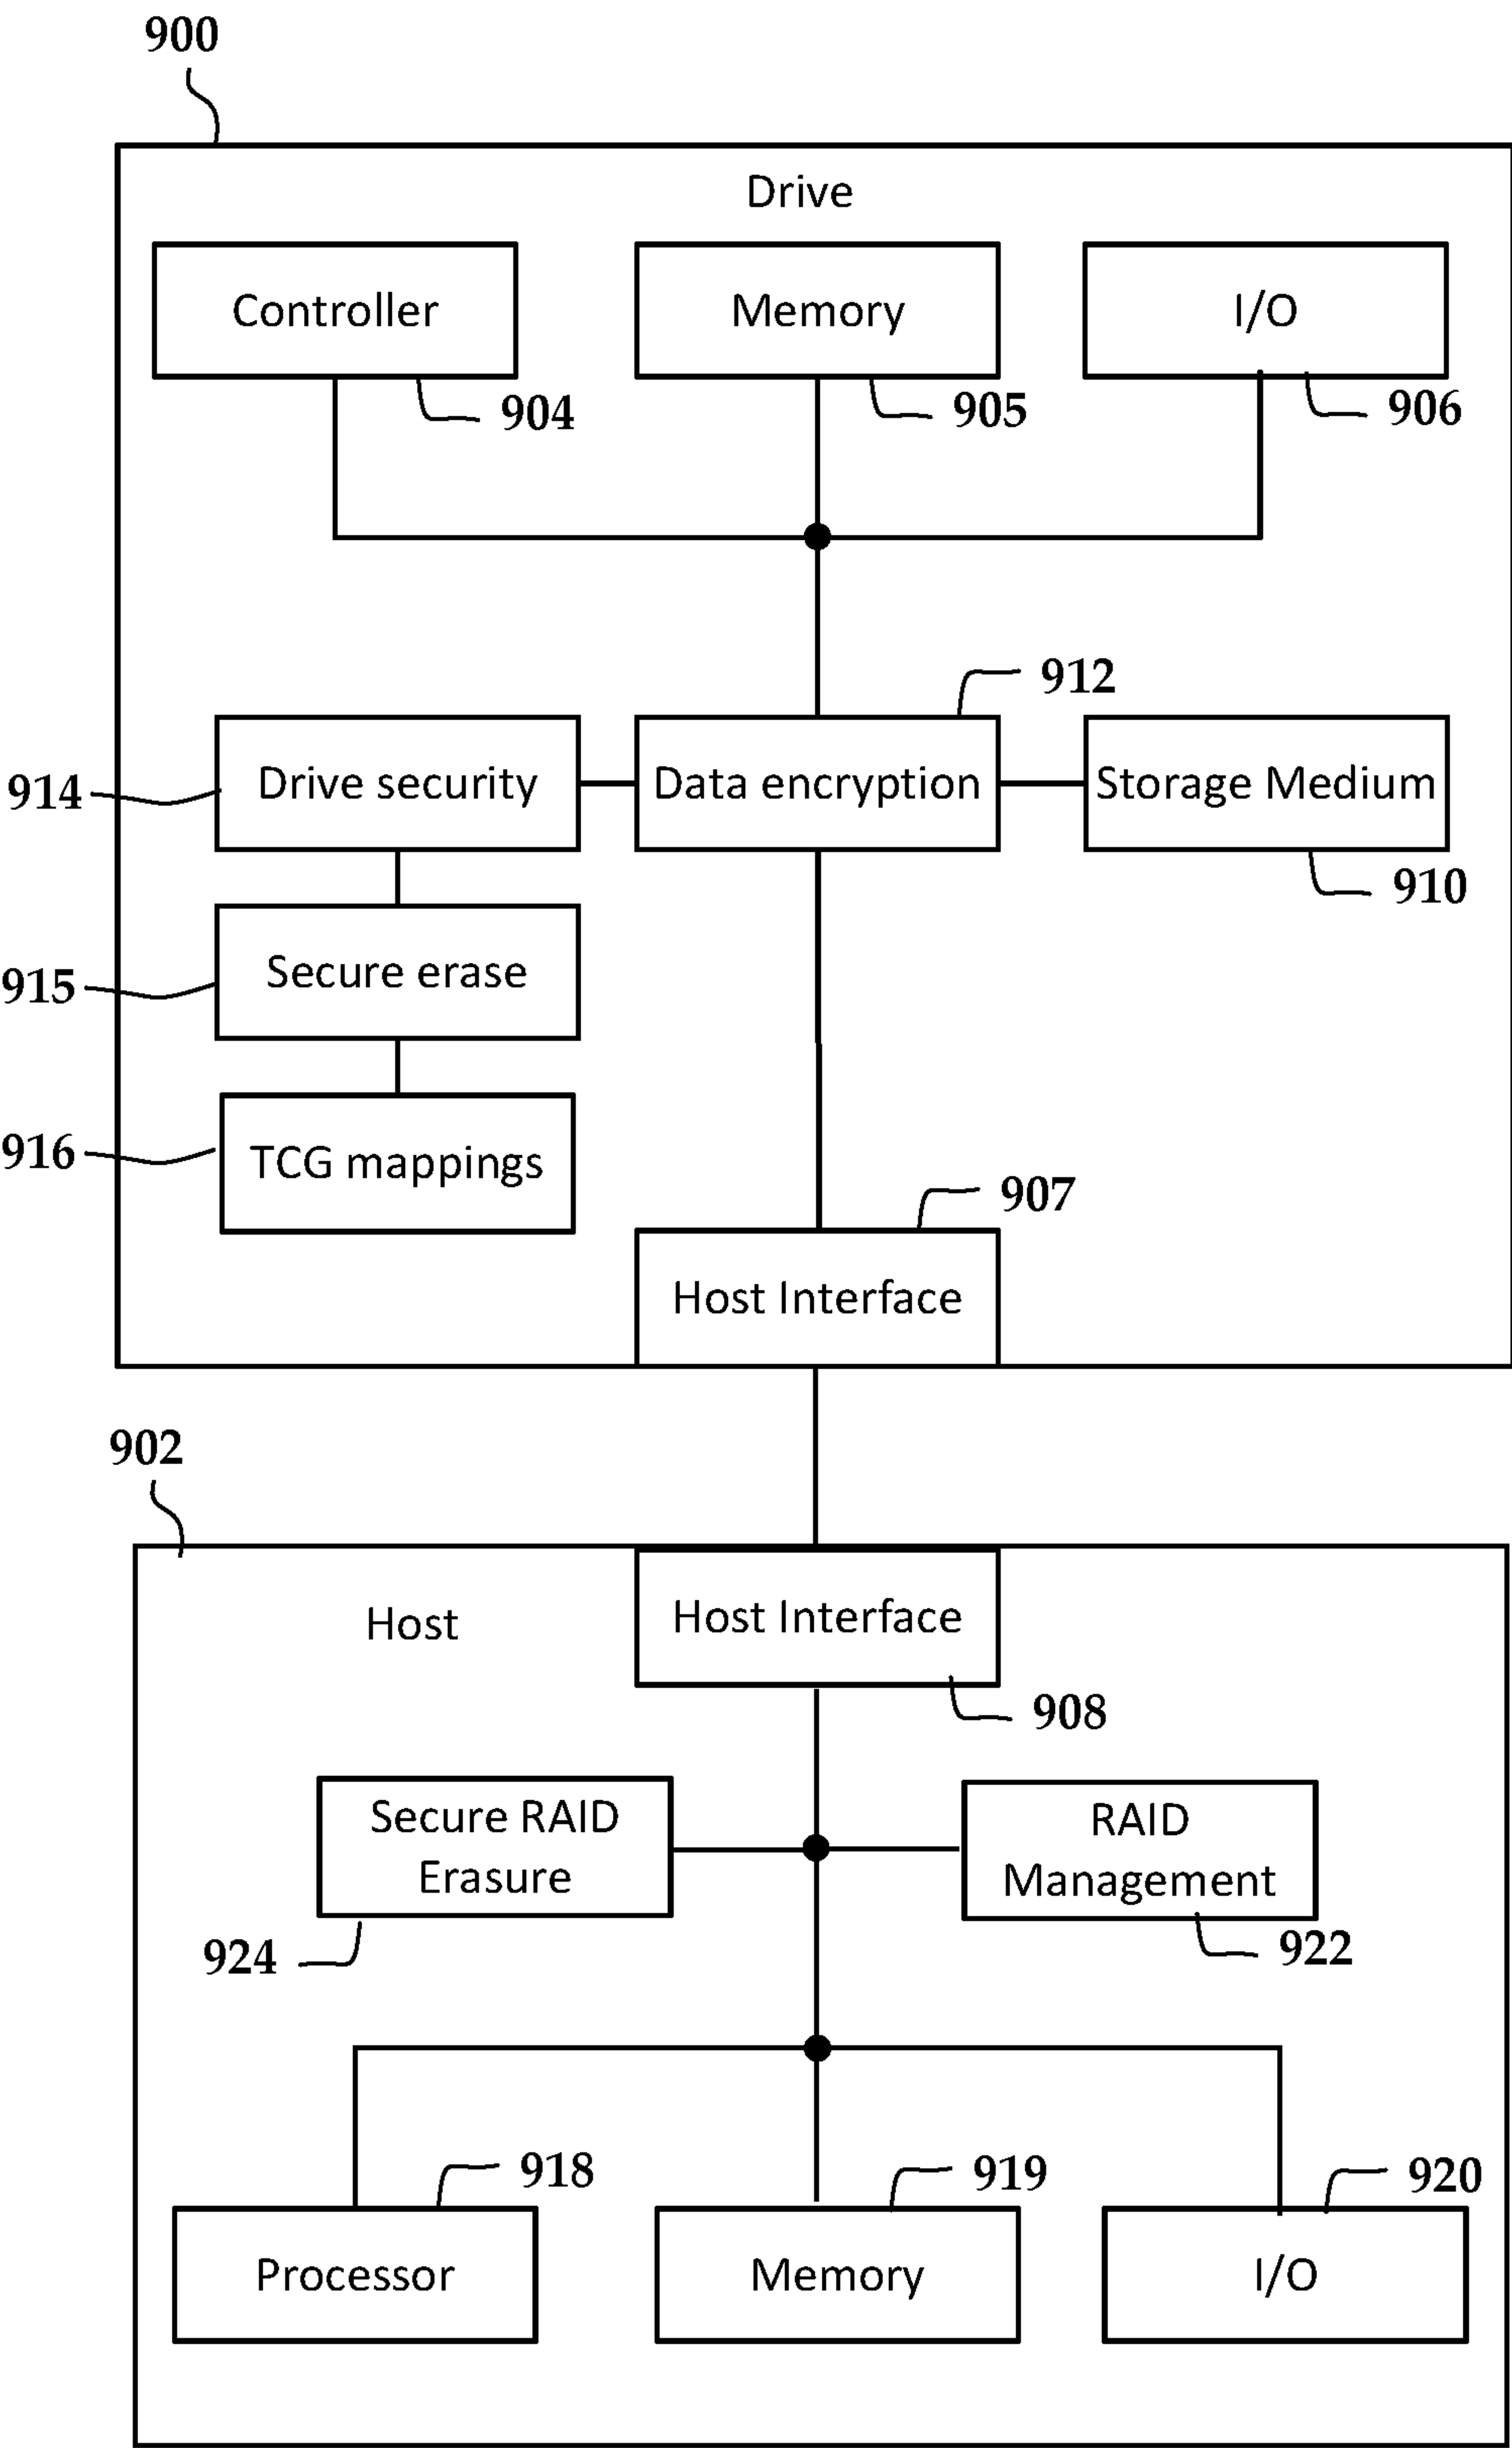 900
Drive
Controller
Memory
I/O
904
905
906
912
Drive security
Data encryption
Storage Medium
914
910
Secure erase
915
TCG mappings
916
907
Host Interface
902
Host Interface
Host
908
Secure RAID
Erasure
RAID
Management
924
922
918
919
920
Processor
Memory
I/O